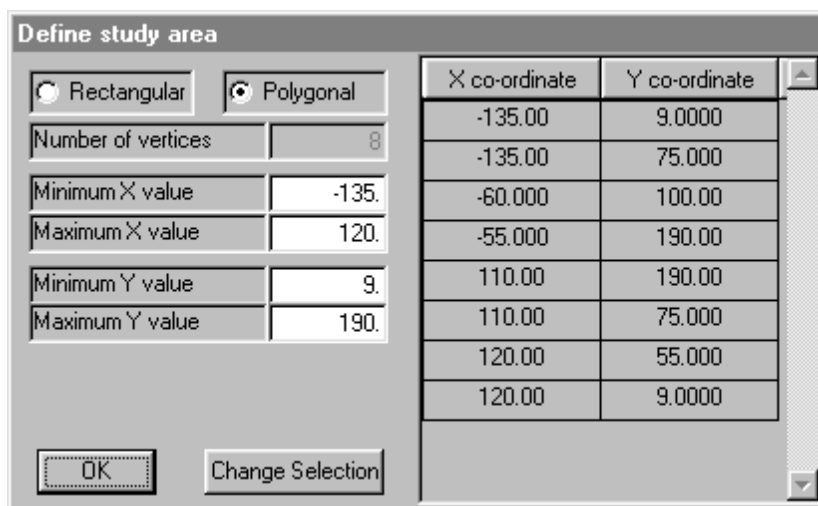 Define study area
Rectangular Polygonal
Number of vertices 8
Minimum X value -135.
Maximum X value 120.
Minimum Y value 9.
Maximum Y value 190.
OK Change Selection
X co-ordinate Y co-ordinate
-135.00 9.0000
-135.00 75.000
-60.000 100.00
-55.000 190.00
110.00 190.00
110.00 75.000
120.00 55.000
120.00 9.0000